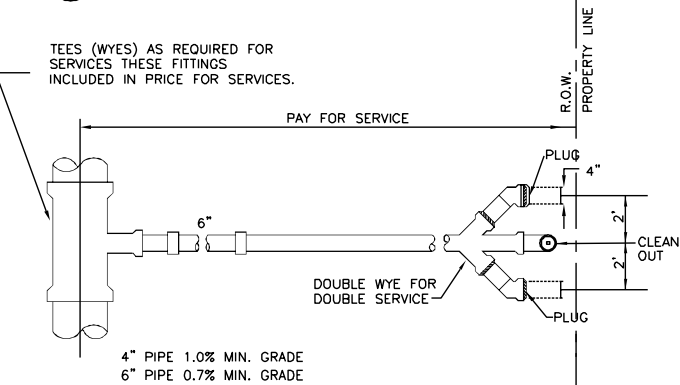 TEES (WYES) AS REQUIRED FOR
SERVICES THESE FITTINGS
INCLUDED IN PRICE FOR SERVICES.
R.O.W.
PROPERTY LINE
PAY FOR SERVICE
PLUG
4"
6"
2'
CLEAN
OUT
2'
DOUBLE WYE FOR
DOUBLE SERVICE
PLUG
4" PIPE 1.0% MIN. GRADE
6" PIPE 0.7% MIN. GRADE